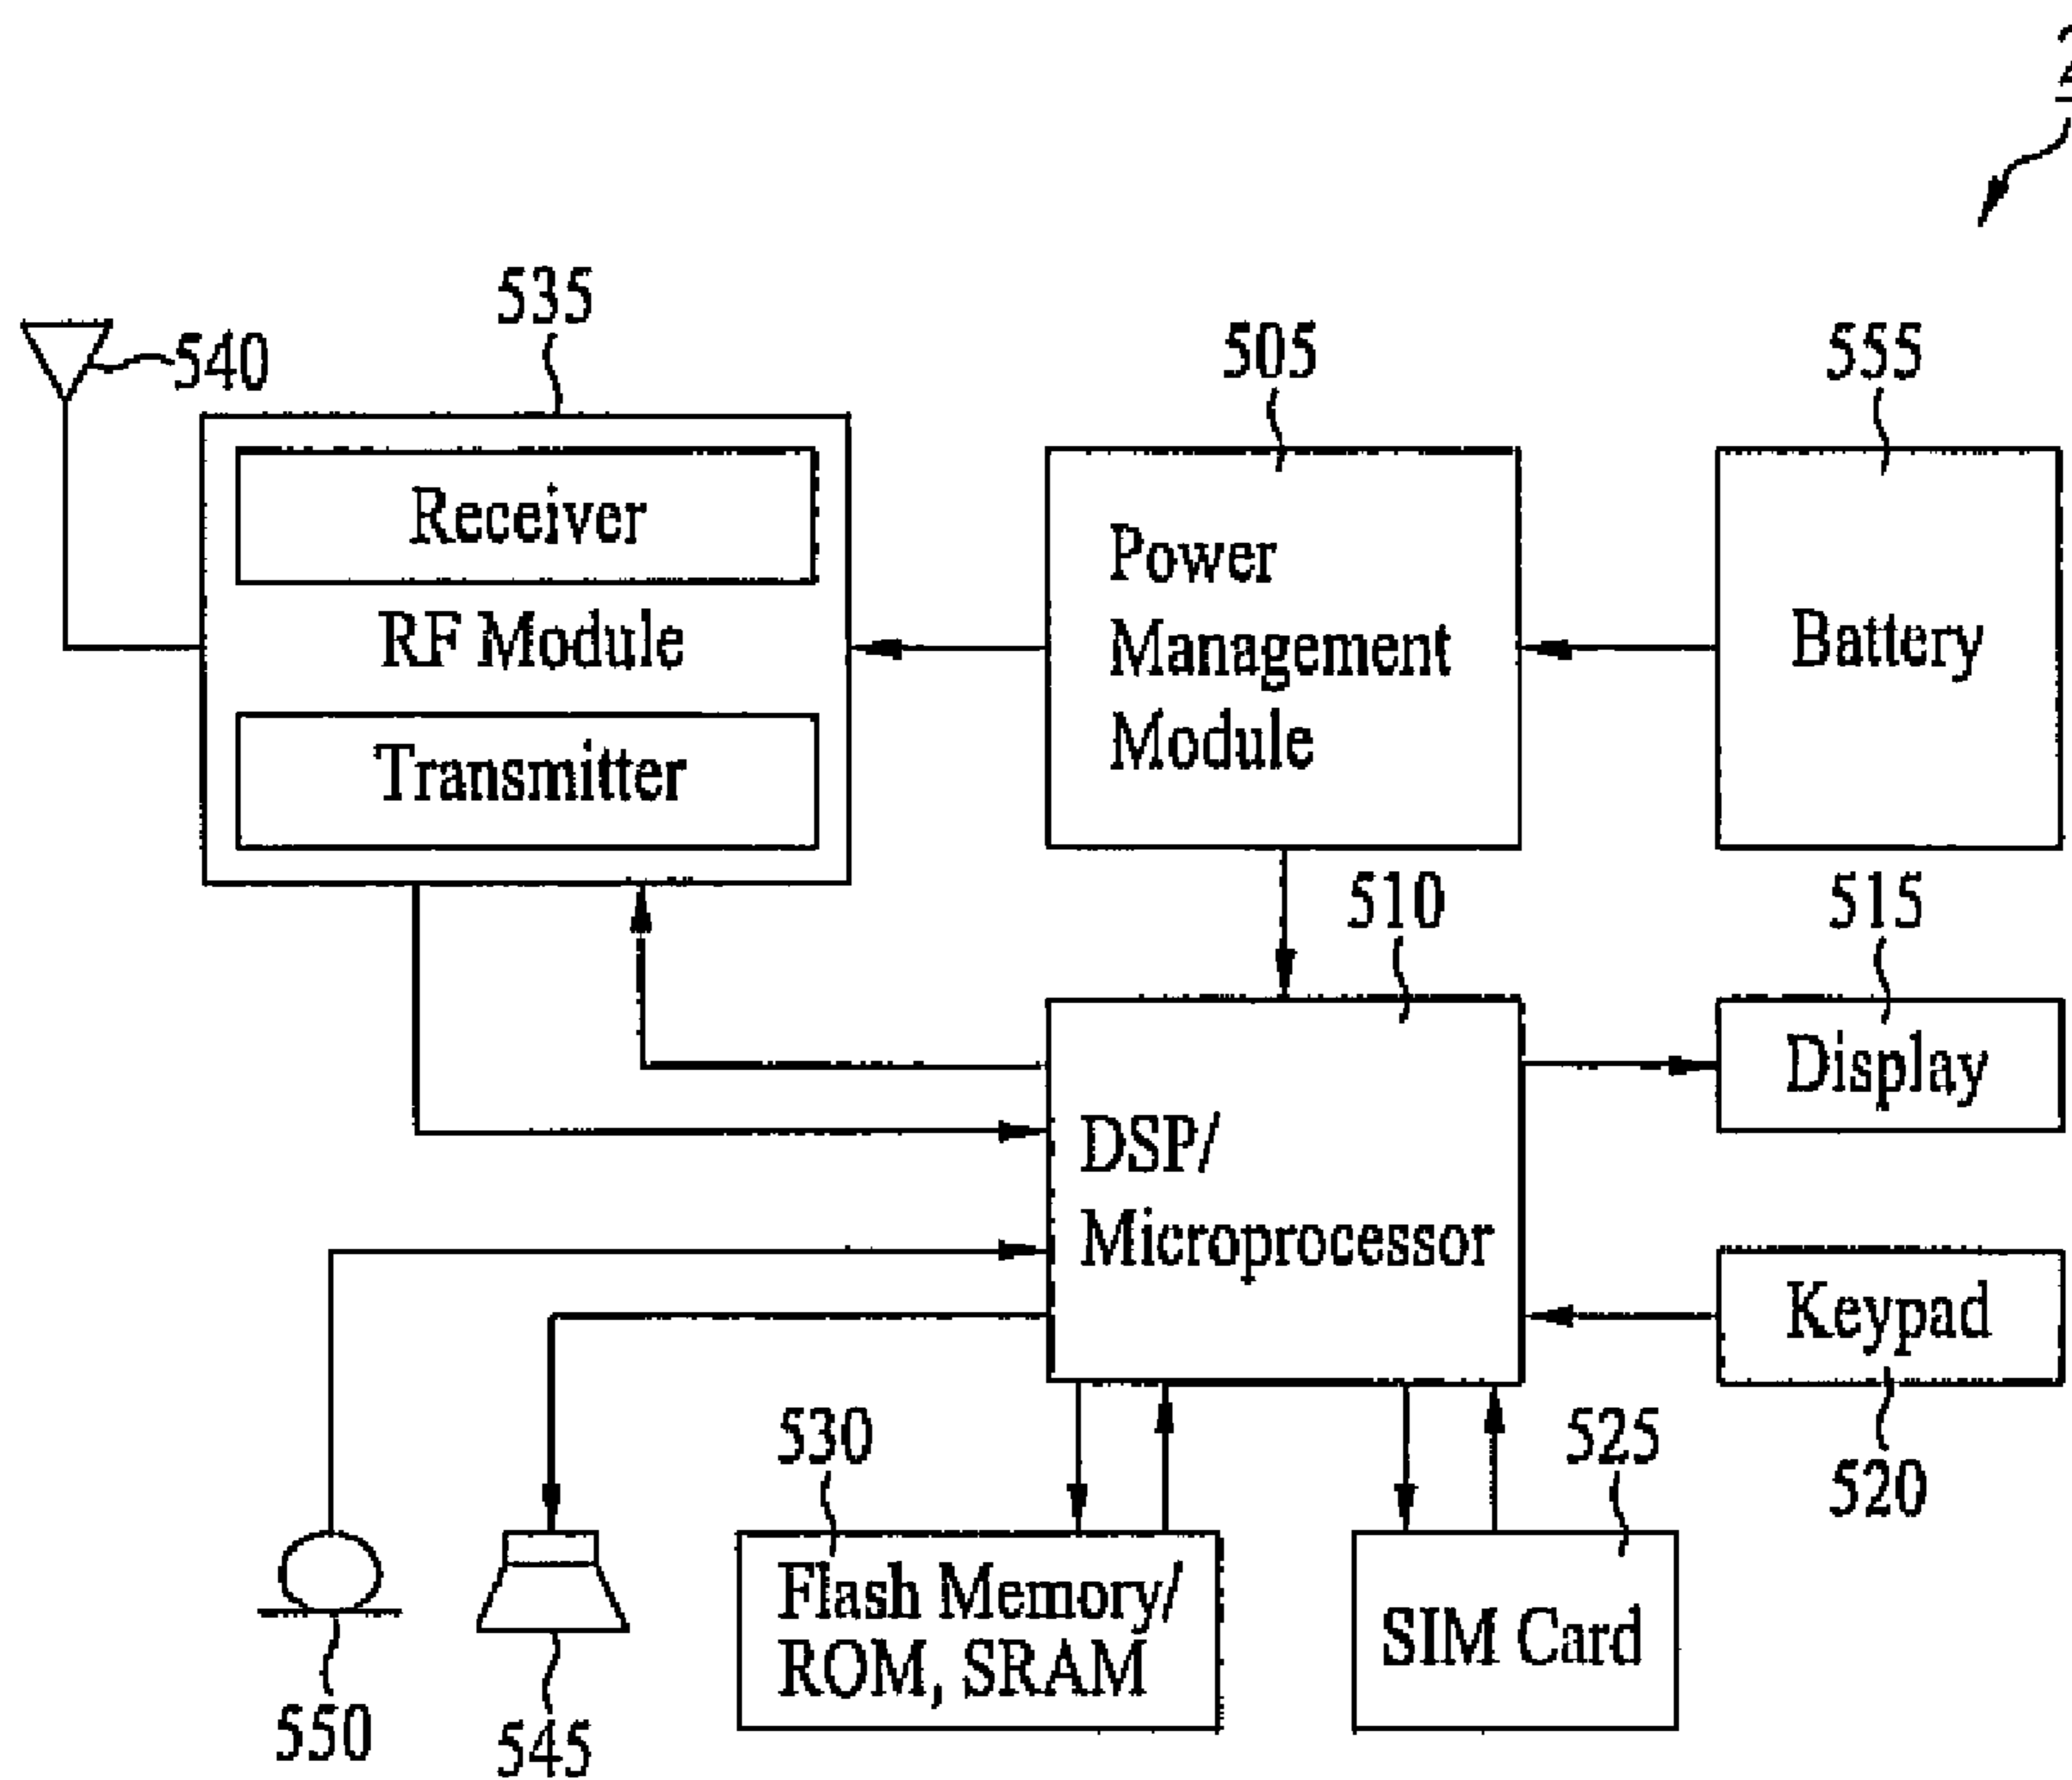 535
540
505
555
Receiver
RF Module
Transmitter
Power
Management
Module
Battery
510
515
DSP/
Microprocessor
Display
Keypad
520
530
525
Flash Memory/
ROM, SRAM
SIM Card
550
545